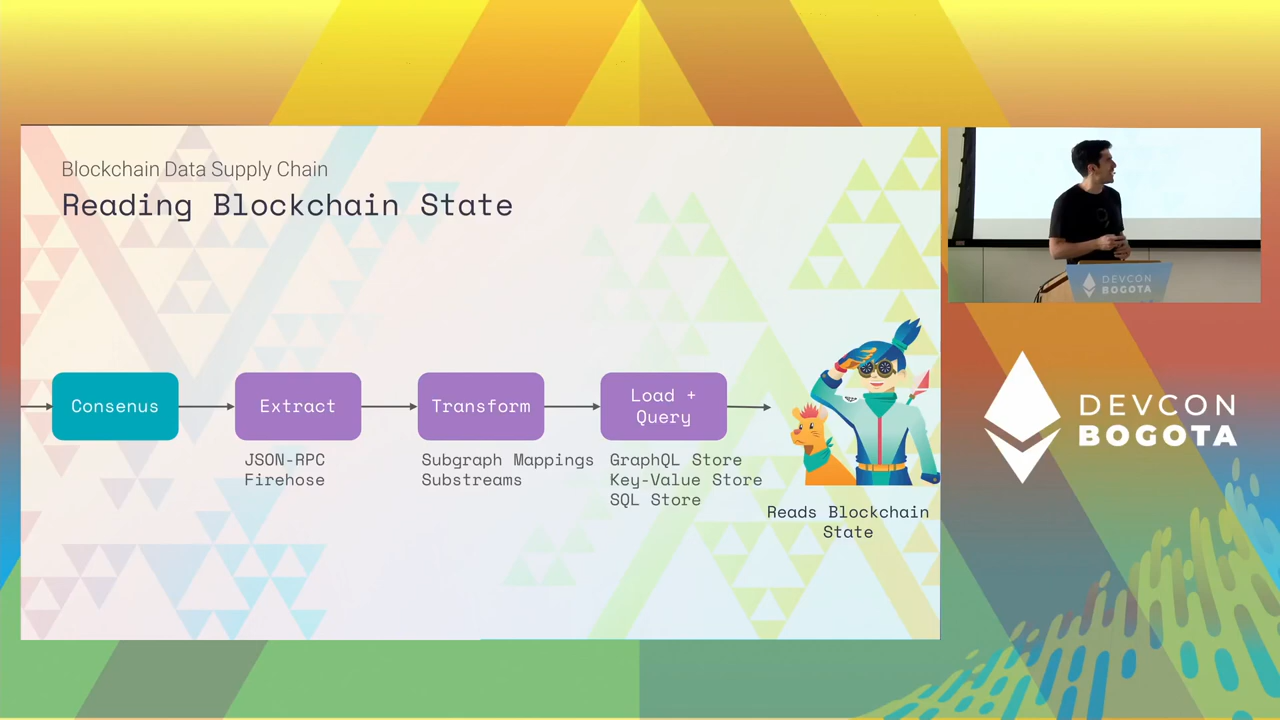 Blockchain Data Supply Chain
Reading Blockchain State
Consenus
Extract
Transform
Load +
Query
JSON-RPC
Firehose
Subgraph Mappings
Substreams
GraphQL Store
Key-Value Store
SQL Store
Reads Blockchain
State
DEVCON
BOGOTA
DEVCON
BOGOTA